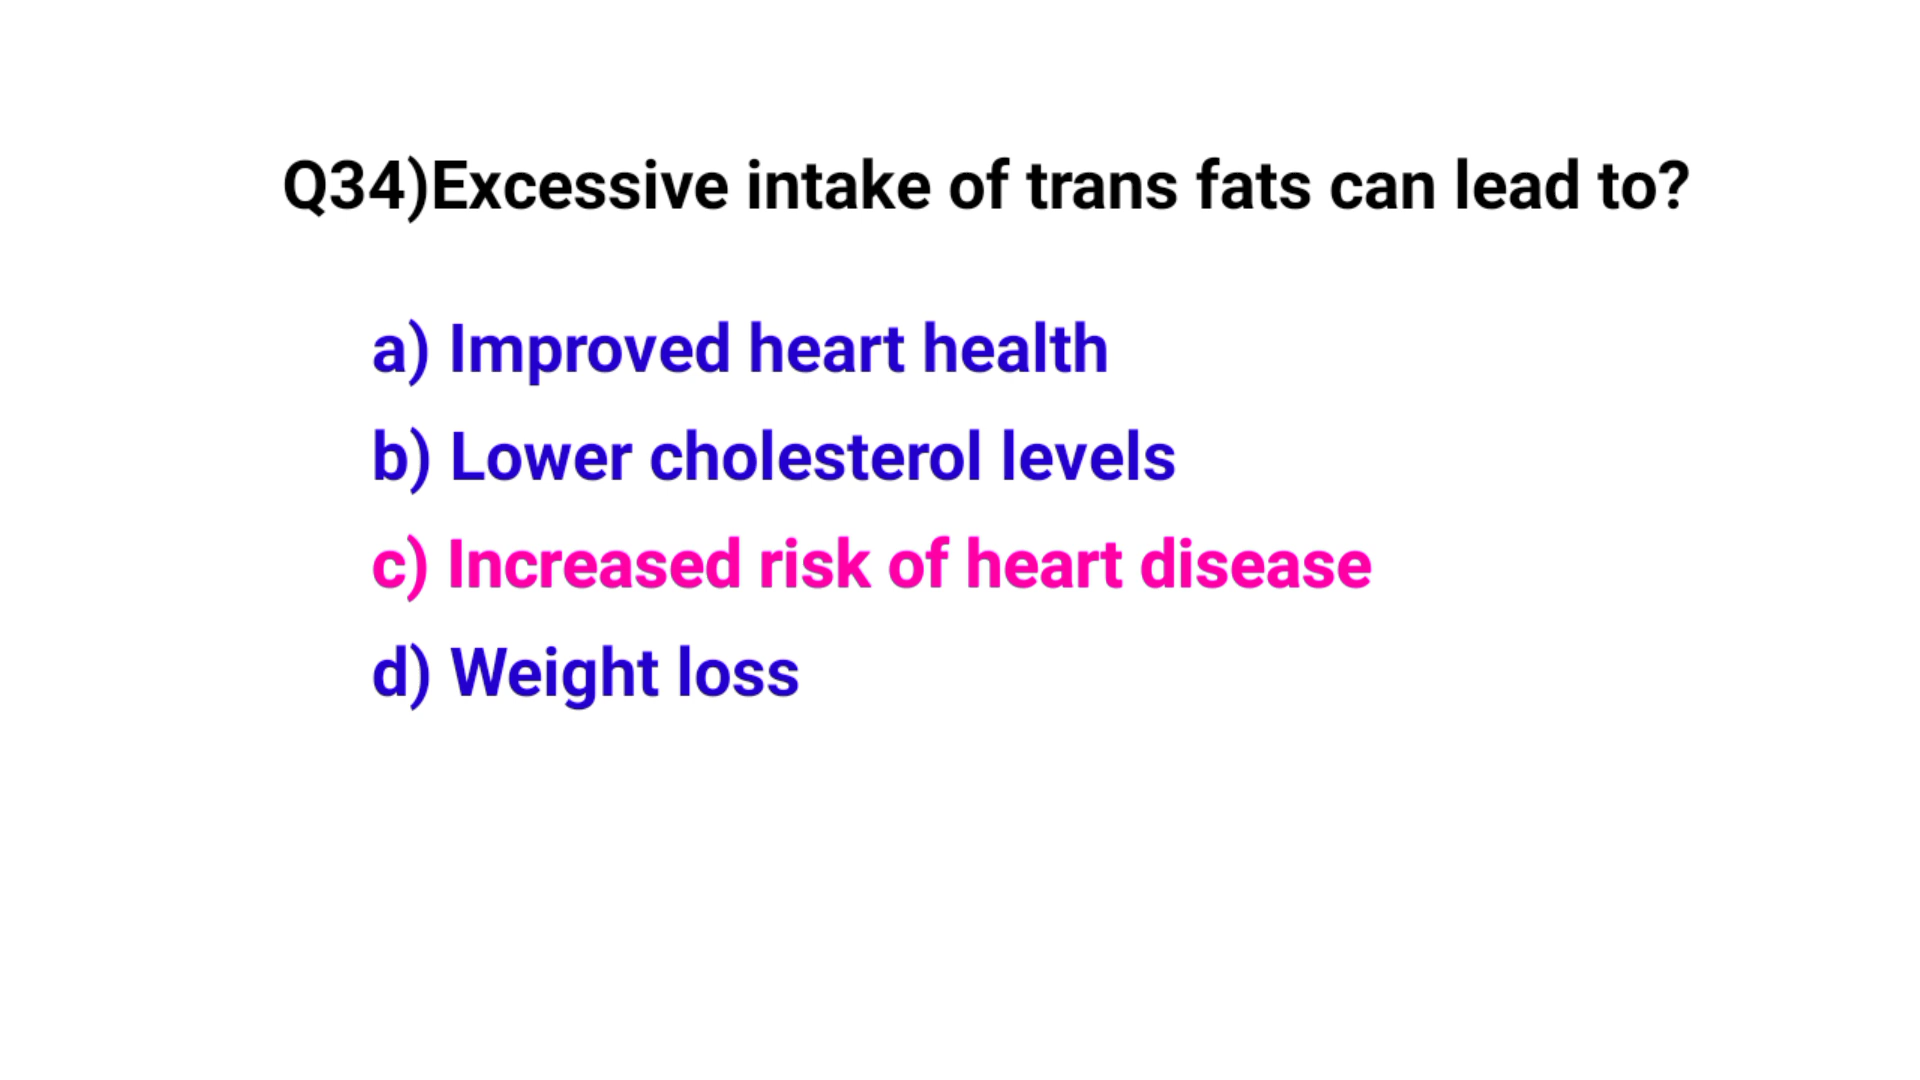 Q34)Excessive intake of trans fats can lead to?
a) Improved heart health
b) Lower cholesterol levels
c) Increased risk of heart disease
d) Weight loss